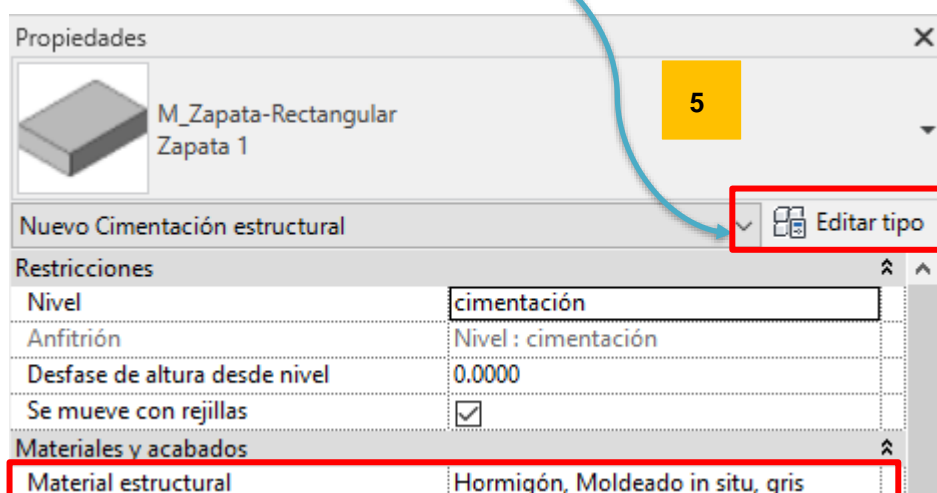 Propiedades
M_Zapata-Rectangular
Zapata 1
5
Nuevo Cimentación estructural
Editar tipo
Restricciones
Nivel cimentación
Anfitrión Nivel : cimentación
Desfase de altura desde nivel 0.0000
Se mueve con rejillas
Materiales y acabados
Material estructural Hormigón, Moldeado in situ, gris